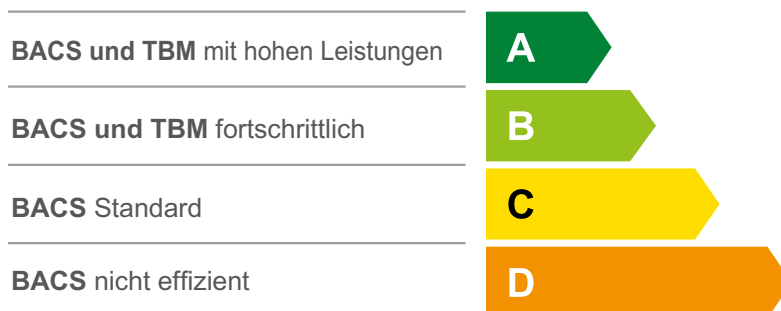 BACS und TBM mit hohen Leistungen A
BACS und TBM fortschrittlich B
BACS Standard C
BACS nicht effizient D